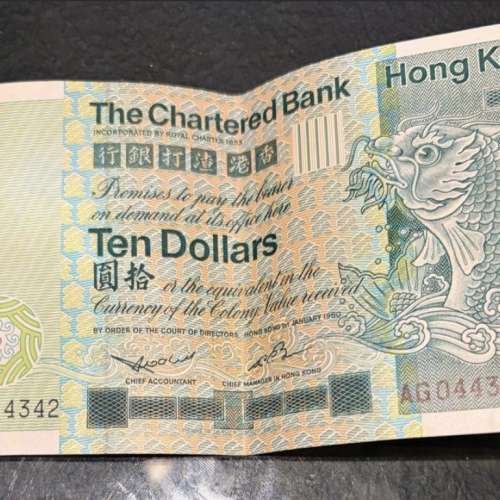 Hong K
The Chartered Bank
INCORPORATED BY ROYAL CHARTER 1853
行銀打渣港香
Promises to pay the bearer
on demand at its office here
Ten Dollars
圓拾
or the equivalent in the
Currency of the Colony Value received
BY ORDER OF THE COURT OF DIRECTORS HONG KONG 1ST JANUARY 1980
CHIEF ACCOUNTANT
CHIEF MANAGER IN HONG KONG
4342
AG0443